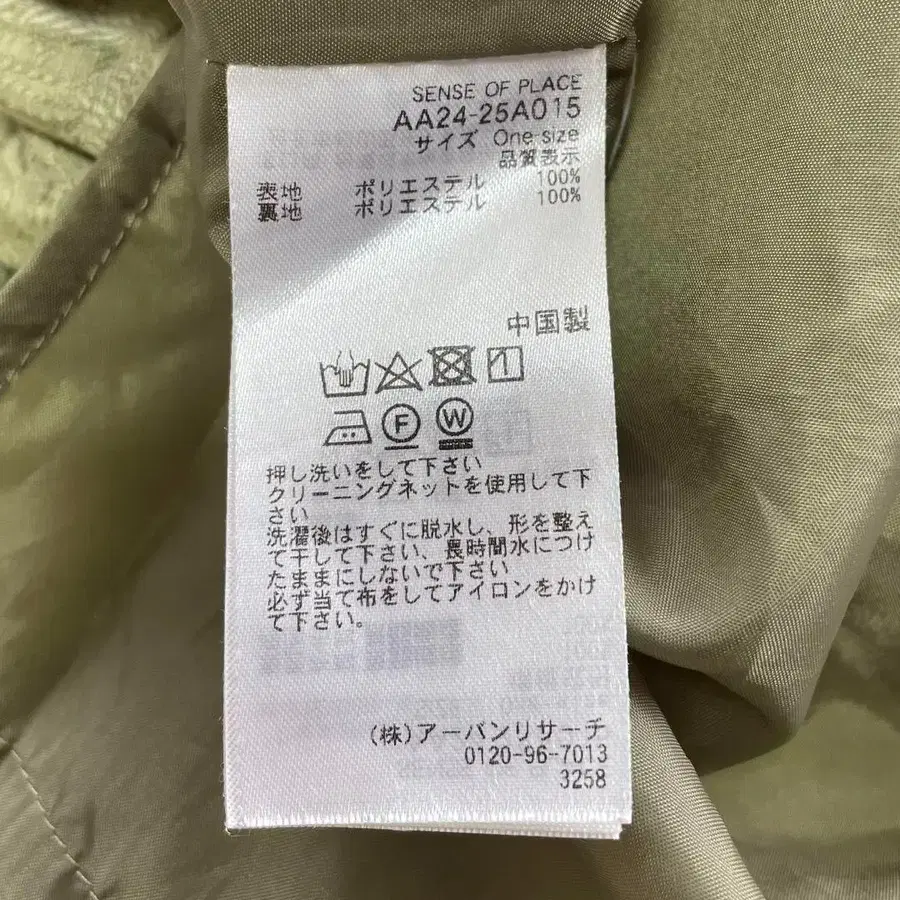 SENSE OF PLACE
AA24-25A015
サイズ One size
品質表示
表地 ポリエステル 100%
裏地 ポリエステル 100%
中国製
F W
押し洗いをして下さい
クリーニングネットを使用して下
さい
洗濯後はすぐに脱水し、形を整え
て干して下さい、長時間水につけ
たままにしないで下さい
必ず当て布をしてアイロンをかけ
て下さい。
(株)アーバンリサーチ
0120-96-7013
3258